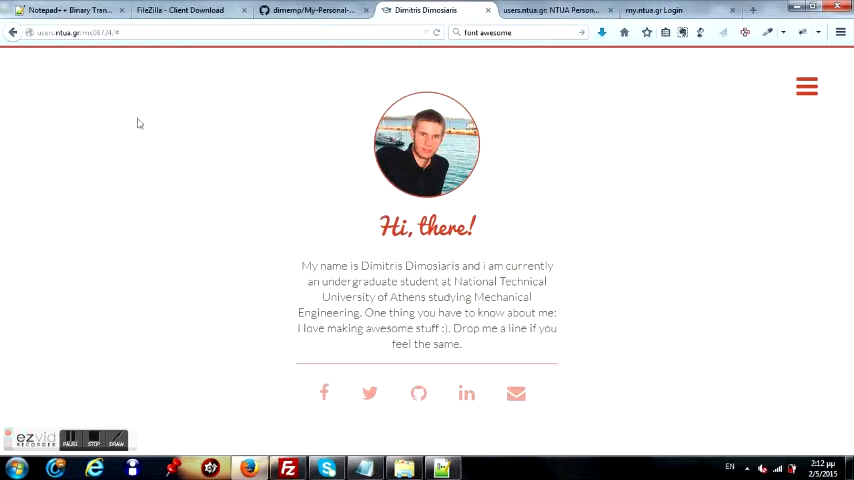 Notepad++ Binary Tran...
FileZilla - Client Download
dimemp/My-Personal-...
Dimitris Dimosiaris
users.ntua.gr: NTUA Person...
my.ntua.gr Login
users.ntua.gr/mc08724/#
font awesome
Hi, there!
My name is Dimitris Dimosiaris and i am currently
an undergraduate student at National Technical
University of Athens studying Mechanical
Engineering. One thing you have to know about me:
I love making awesome stuff :). Drop me a line if you
feel the same.
ezvid
RECORDER
PAUSE
STOP
DRAW
EN
2:12 μμ
2/5/2015